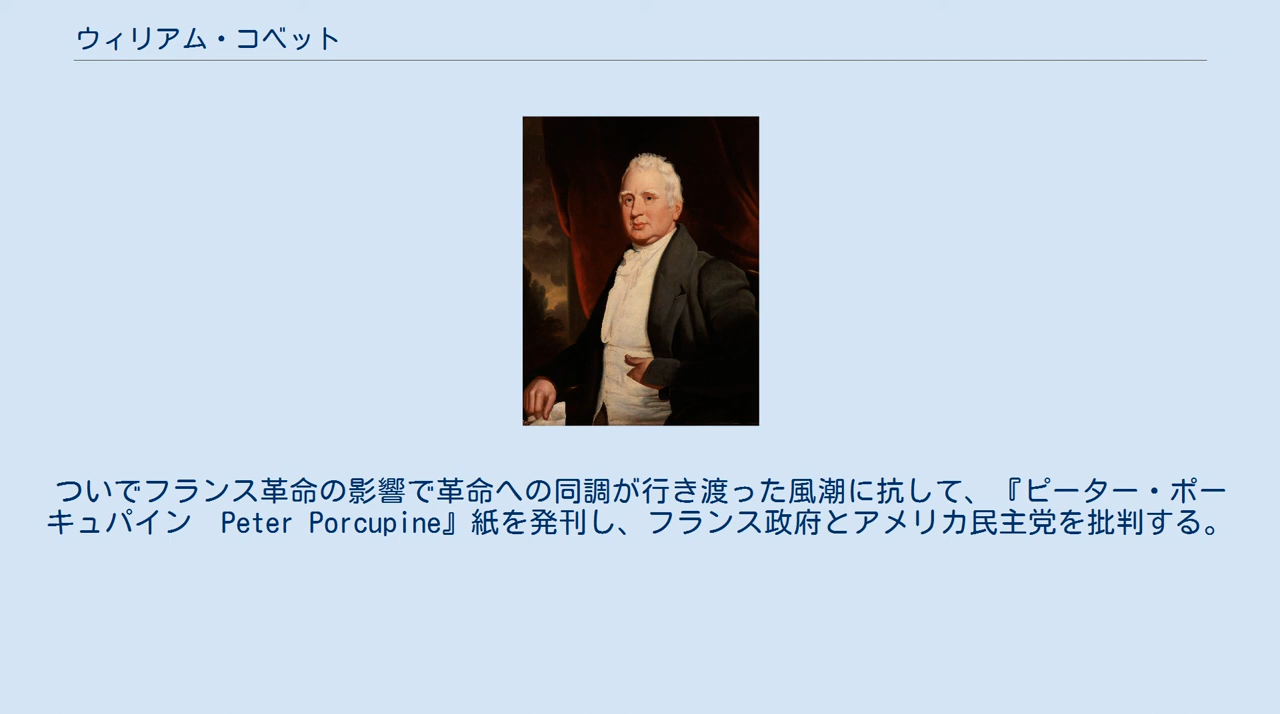 ウィリアム・コベット
ついでフランス革命の影響で革命への同調が行き渡った風潮に抗して、『ピーター・ポー
キュパイン　Peter Porcupine』紙を発刊し、フランス政府とアメリカ民主党を批判する。